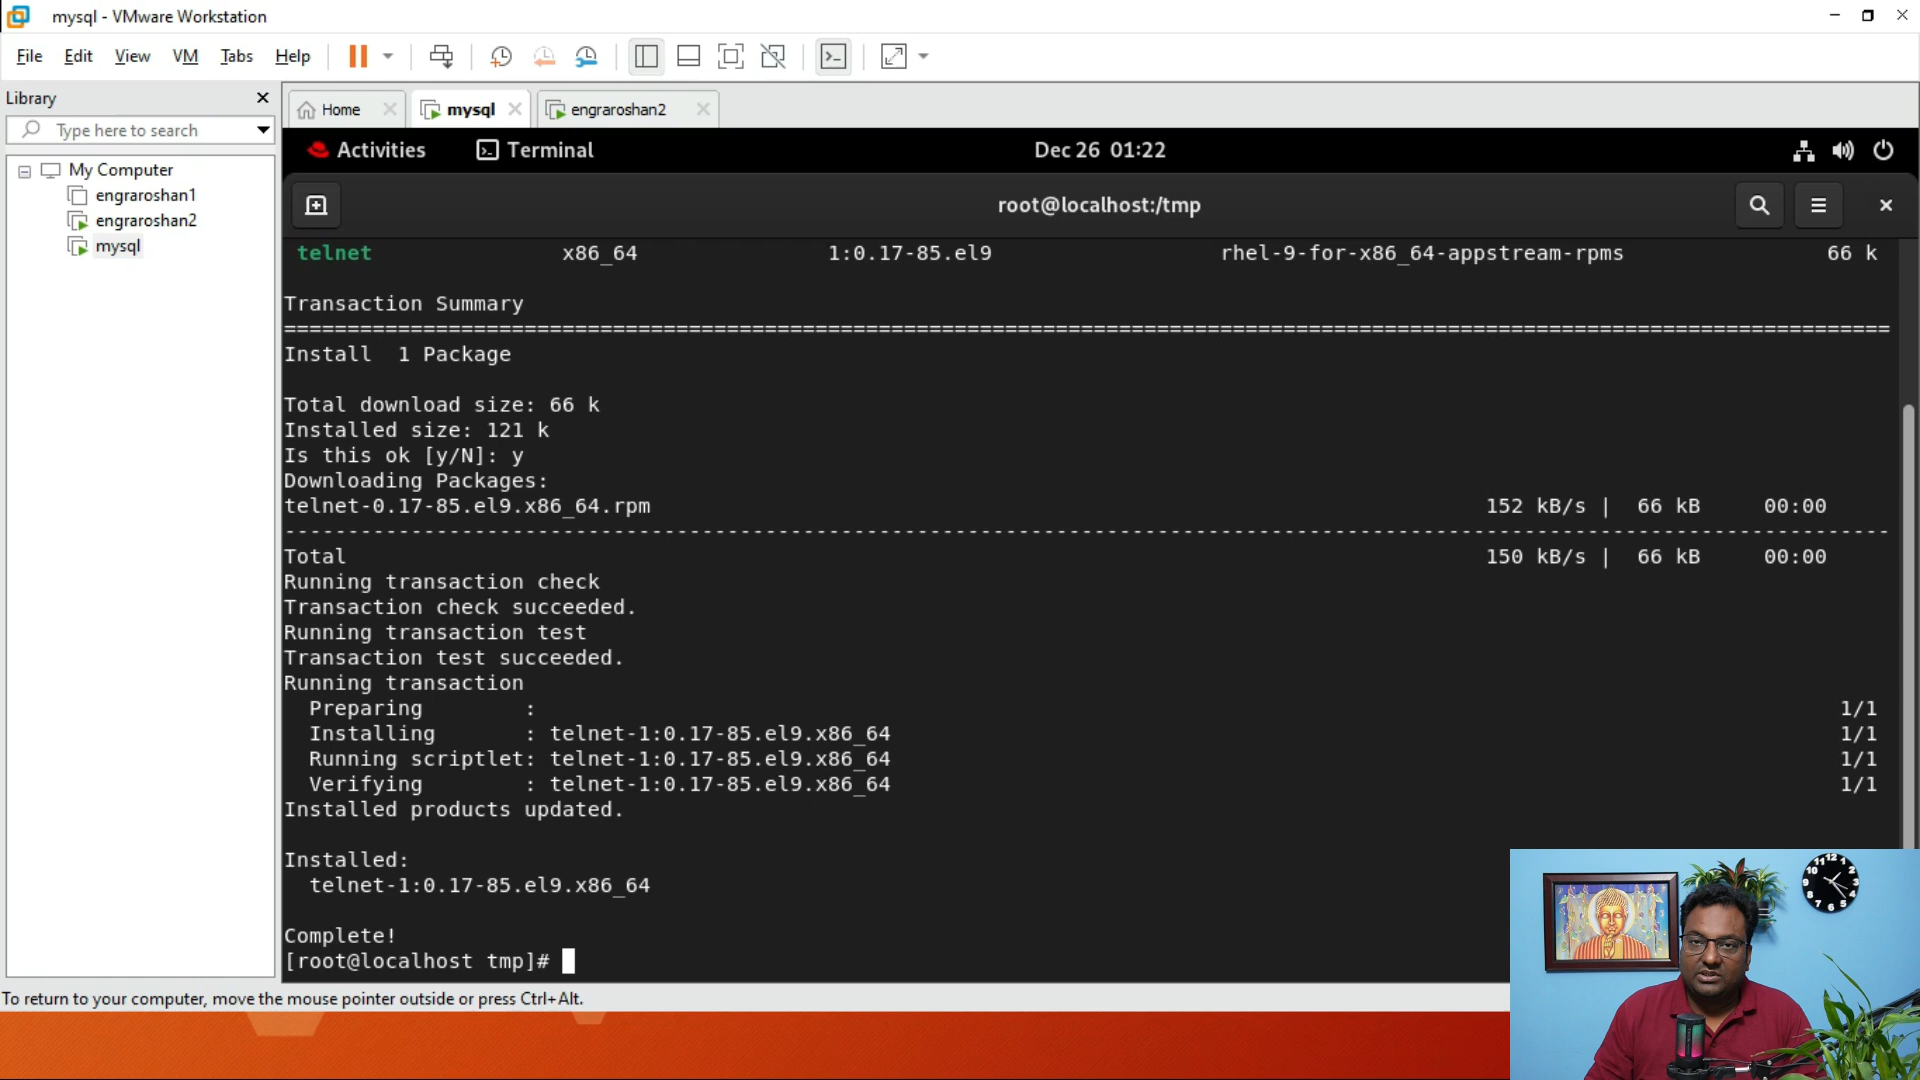 mysql - VMware Workstation
File Edit View VM Tabs Help
Library
Type here to search
My Computer
engraroshan1
engraroshan2
mysql
Home mysql engraroshan2
Activities Terminal Dec 26 01:22
root@localhost:/tmp
telnet x86_64 1:0.17-85.el9 rhel-9-for-x86_64-appstream-rpms 66 k
Transaction Summary
================================================================================
Install 1 Package
Total download size: 66 k
Installed size: 121 k
Is this ok [y/N]: y
Downloading Packages:
telnet-0.17-85.el9.x86_64.rpm 152 kB/s | 66 kB 00:00
--------------------------------------------------------------------------------
Total 150 kB/s | 66 kB 00:00
Running transaction check
Transaction check succeeded.
Running transaction test
Transaction test succeeded.
Running transaction
Preparing : 1/1
Installing : telnet-1:0.17-85.el9.x86_64 1/1
Running scriptlet: telnet-1:0.17-85.el9.x86_64 1/1
Verifying : telnet-1:0.17-85.el9.x86_64 1/1
Installed products updated.
Installed:
telnet-1:0.17-85.el9.x86_64
Complete!
[root@localhost tmp]#
To return to your computer, move the mouse pointer outside or press Ctrl+Alt.